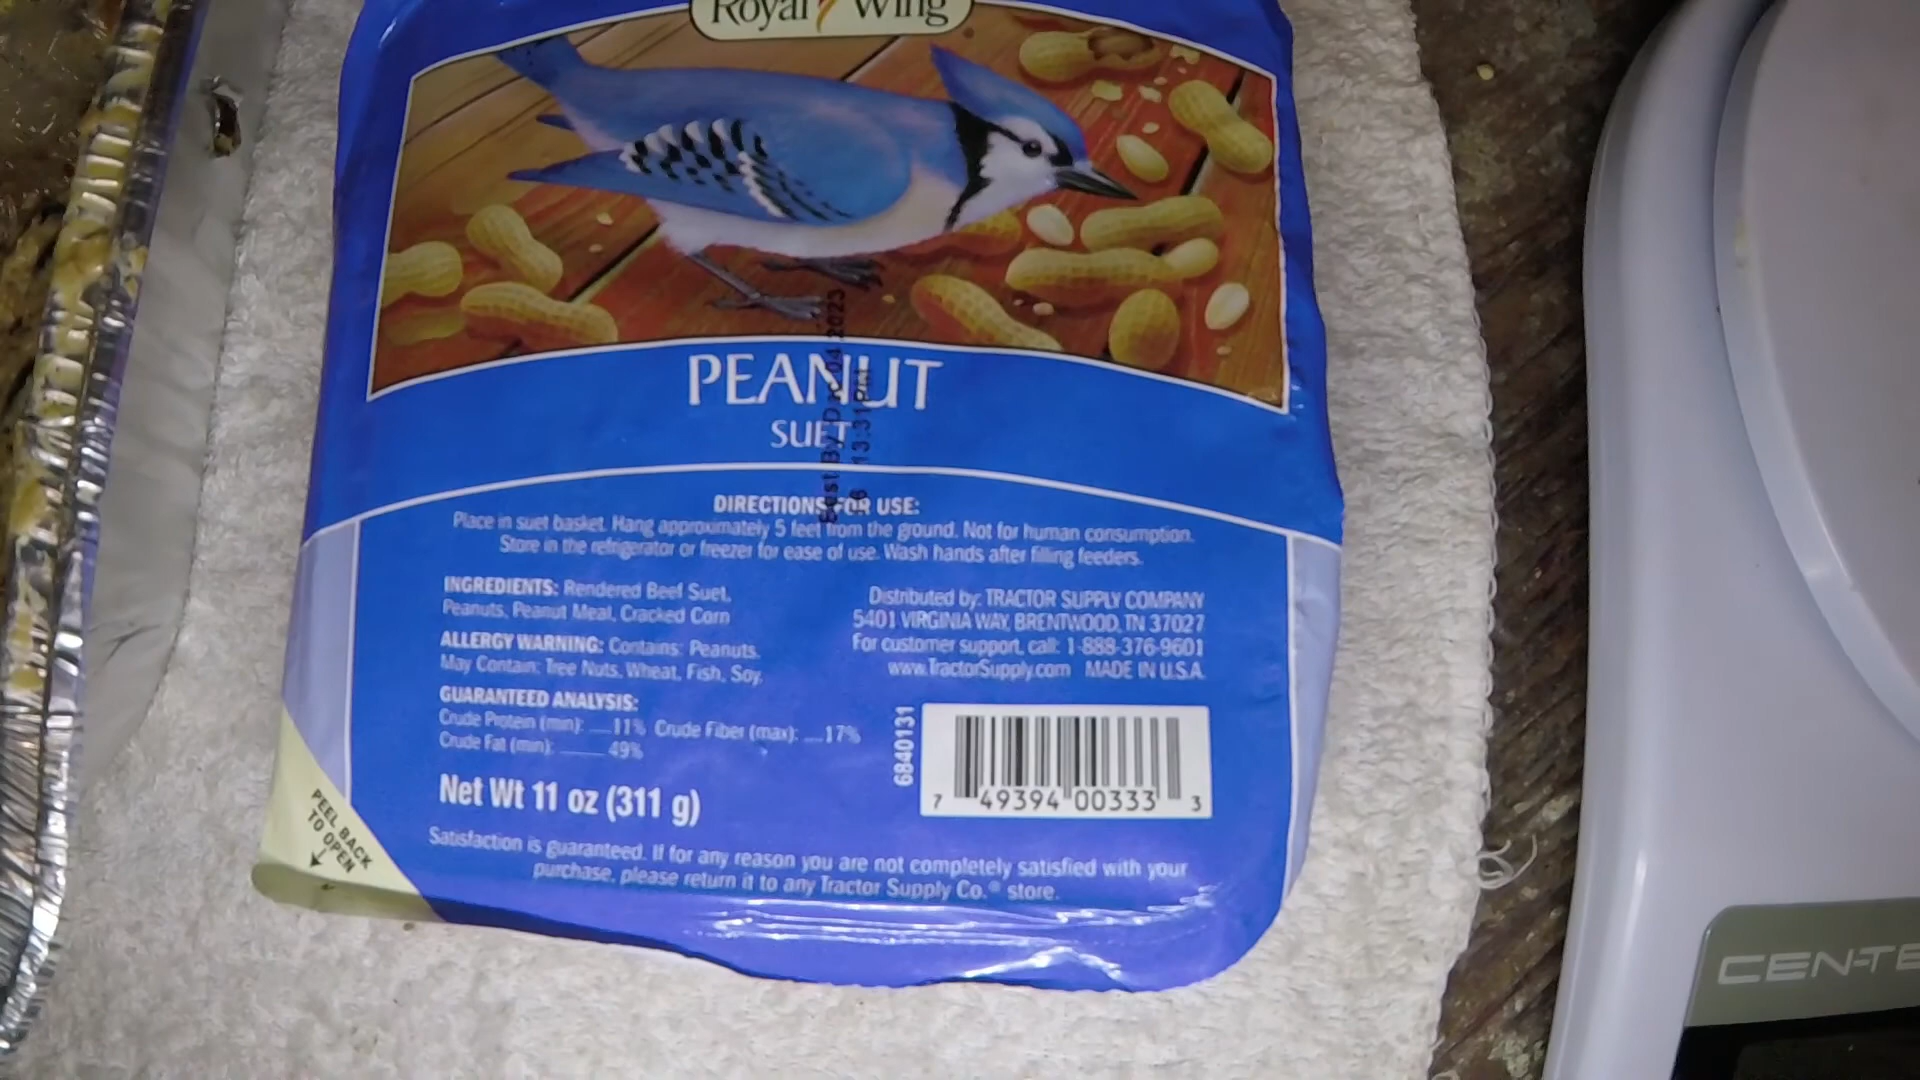 Royal Wing
PEANUT
SUET
Best By Dec 04 2023
13:31
DIRECTIONS FOR USE:
Place in suet basket. Hang approximately 5 feet from the ground. Not for human consumption.
Store in the refrigerator or freezer for ease of use. Wash hands after filling feeders.
INGREDIENTS: Rendered Beef Suet,
Peanuts, Peanut Meal, Cracked Corn
ALLERGY WARNING: Contains: Peanuts.
May Contain: Tree Nuts, Wheat, Fish, Soy.
GUARANTEED ANALYSIS:
Crude Protein (min): 11% Crude Fiber (max): 17%
Crude Fat (min): 49%
Net Wt 11 oz (311 g)
Distributed by: TRACTOR SUPPLY COMPANY
5401 VIRGINIA WAY, BRENTWOOD, TN 37027
For customer support, call: 1-888-376-9601
www.TractorSupply.com MADE IN U.S.A.
6840131
7 49394 00333 3
PEEL BACK
TO OPEN
Satisfaction is guaranteed. If for any reason you are not completely satisfied with your
purchase, please return it to any Tractor Supply Co.® store.
CEN-TE